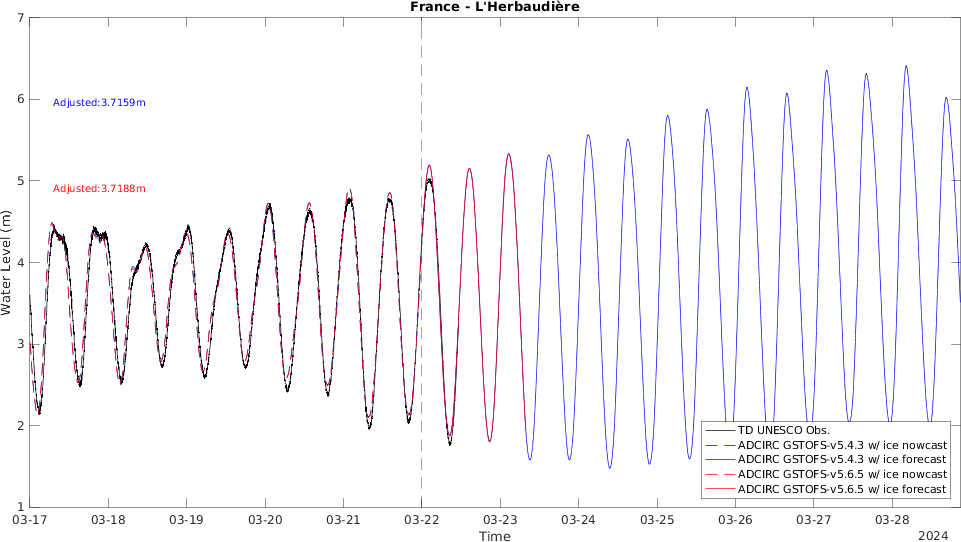 France - L'Herbaudière
7
6
5
4
3
2
1
Water Level (m)
Adjusted:3.7159m
Adjusted:3.7188m
TD UNESCO Obs.
ADCIRC GSTOFS-v5.4.3 w/ ice nowcast
ADCIRC GSTOFS-v5.4.3 w/ ice forecast
ADCIRC GSTOFS-v5.6.5 w/ ice nowcast
ADCIRC GSTOFS-v5.6.5 w/ ice forecast
03-17 03-18 03-19 03-20 03-21 03-22 03-23 03-24 03-25 03-26 03-27 03-28
Time
2024